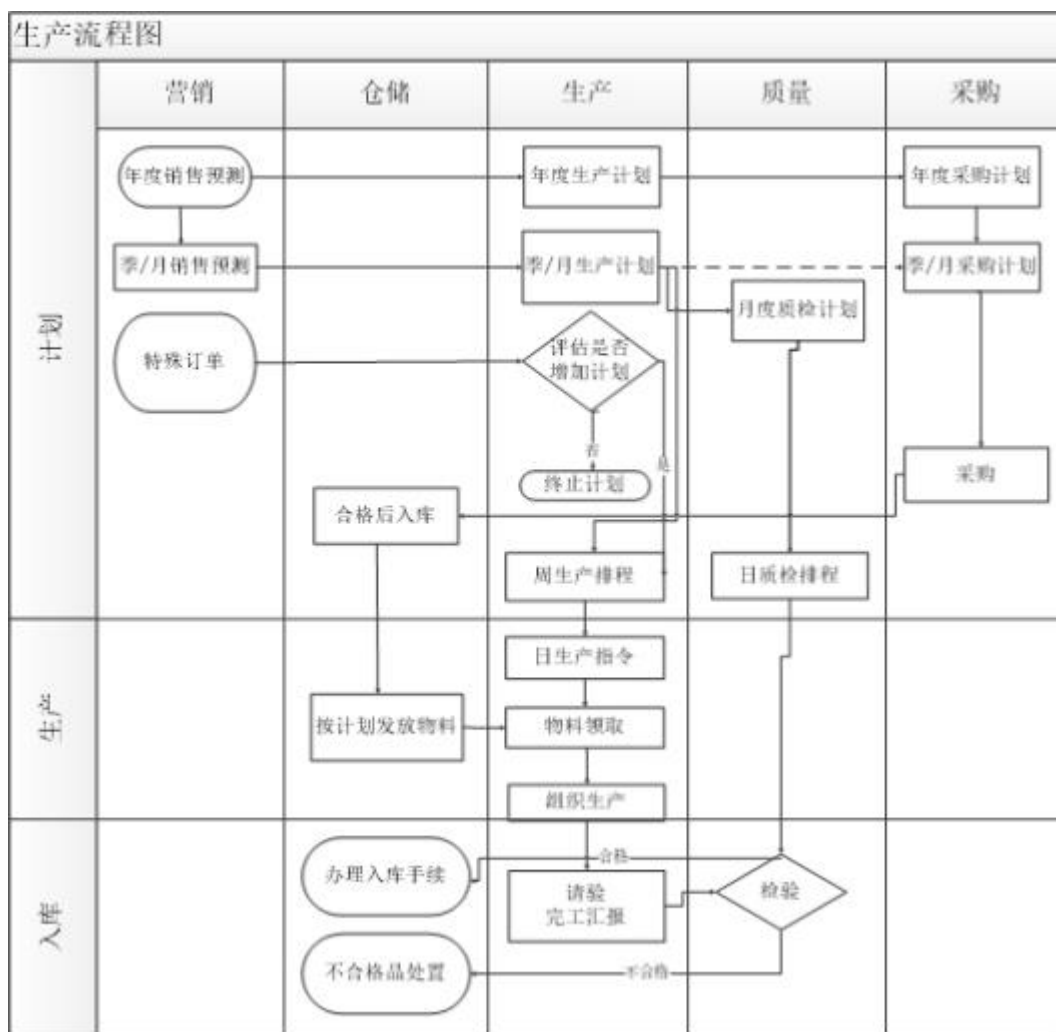 生产流程图
营销
仓储
生产
质量
采购
计划
年度销售预测
年度生产计划
年度采购计划
季/月销售预测
季/月生产计划
季/月采购计划
月度质检计划
特殊订单
评估是否
增加计划
否
是
终止计划
采购
合格后入库
周生产排程
日质检排程
生产
日生产指令
按计划发放物料
物料领取
组织生产
入库
办理入库手续
合格
请验
完工汇报
检验
不合格品处置
不合格